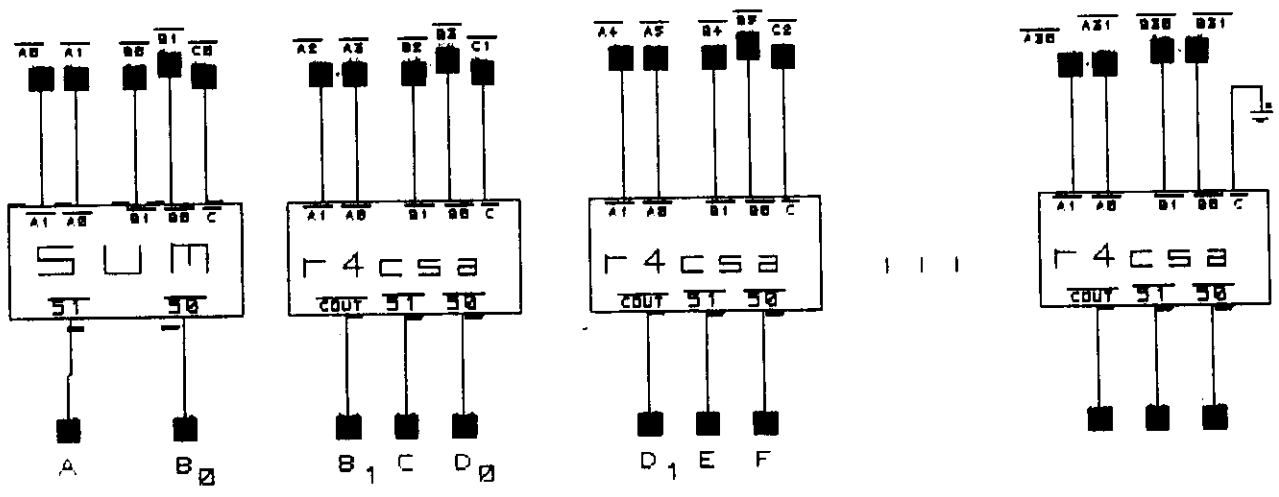 A0 A1 B0 B1 C0
A2 A3 B2 B3 C1
A4 A5 B4 B5 C2
A30 A31 B30 B31
A1 A0 B1 B0 C
A1 A0 B1 B0 C
A1 A0 B1 B0 C
A1 A0 B1 B0 C
SUM
r4csa
r4csa
r4csa
S1 S0
COUT S1 S0
COUT S1 S0
COUT S1 S0
A B0
B1 C D0
D1 E F